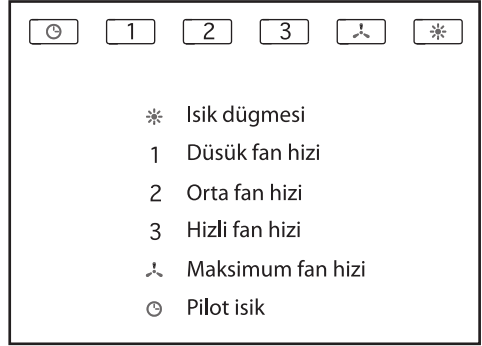 1 2 3
Isik dügmesi
1 Düsük fan hizi
2 Orta fan hizi
3 Hizli fan hizi
Maksimum fan hizi
Pilot isik